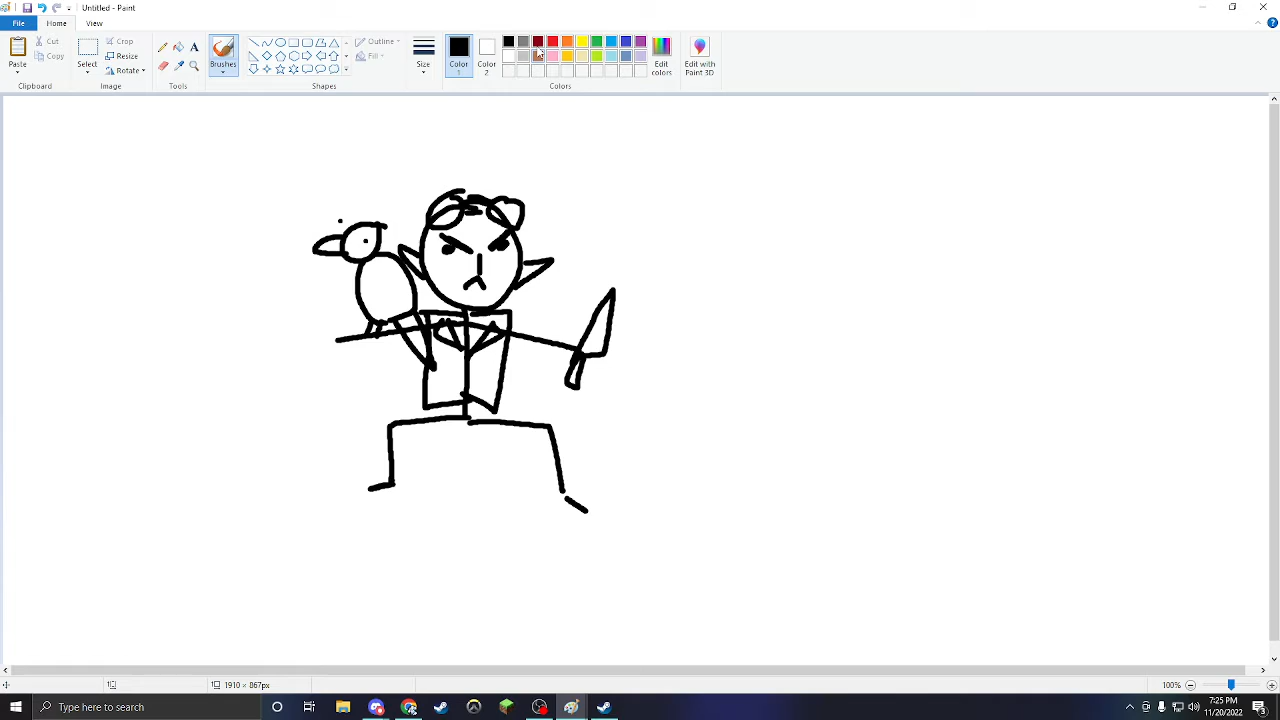 Untitled - Paint
File Home View
Paste Cut Copy Select Crop Resize Rotate A Brushes Outline Fill Size Color 1 Color 2 Edit colors Edit with Paint 3D
Clipboard Image Tools Shapes Colors
1910 × 867px 100%
Type here to search 7:25 PM
11/20/2022